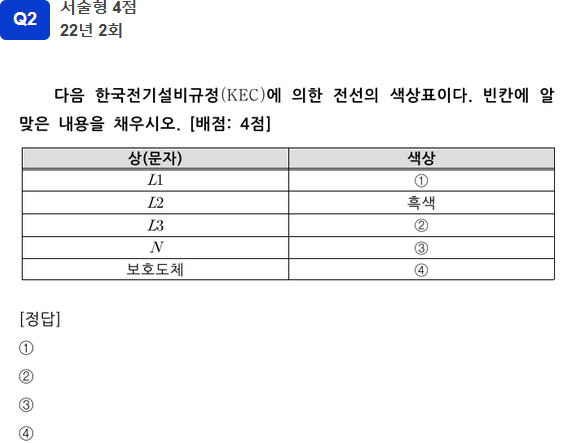 Q2
서술형 4점
22년 2회
다음 한국전기설비규정(KEC)에 의한 전선의 색상표이다. 빈칸에 알
맞은 내용을 채우시오. [배점: 4점]
상(문자) 색상
L1 ①
L2 흑색
L3 ②
N ③
보호도체 ④
[정답]
①
②
③
④